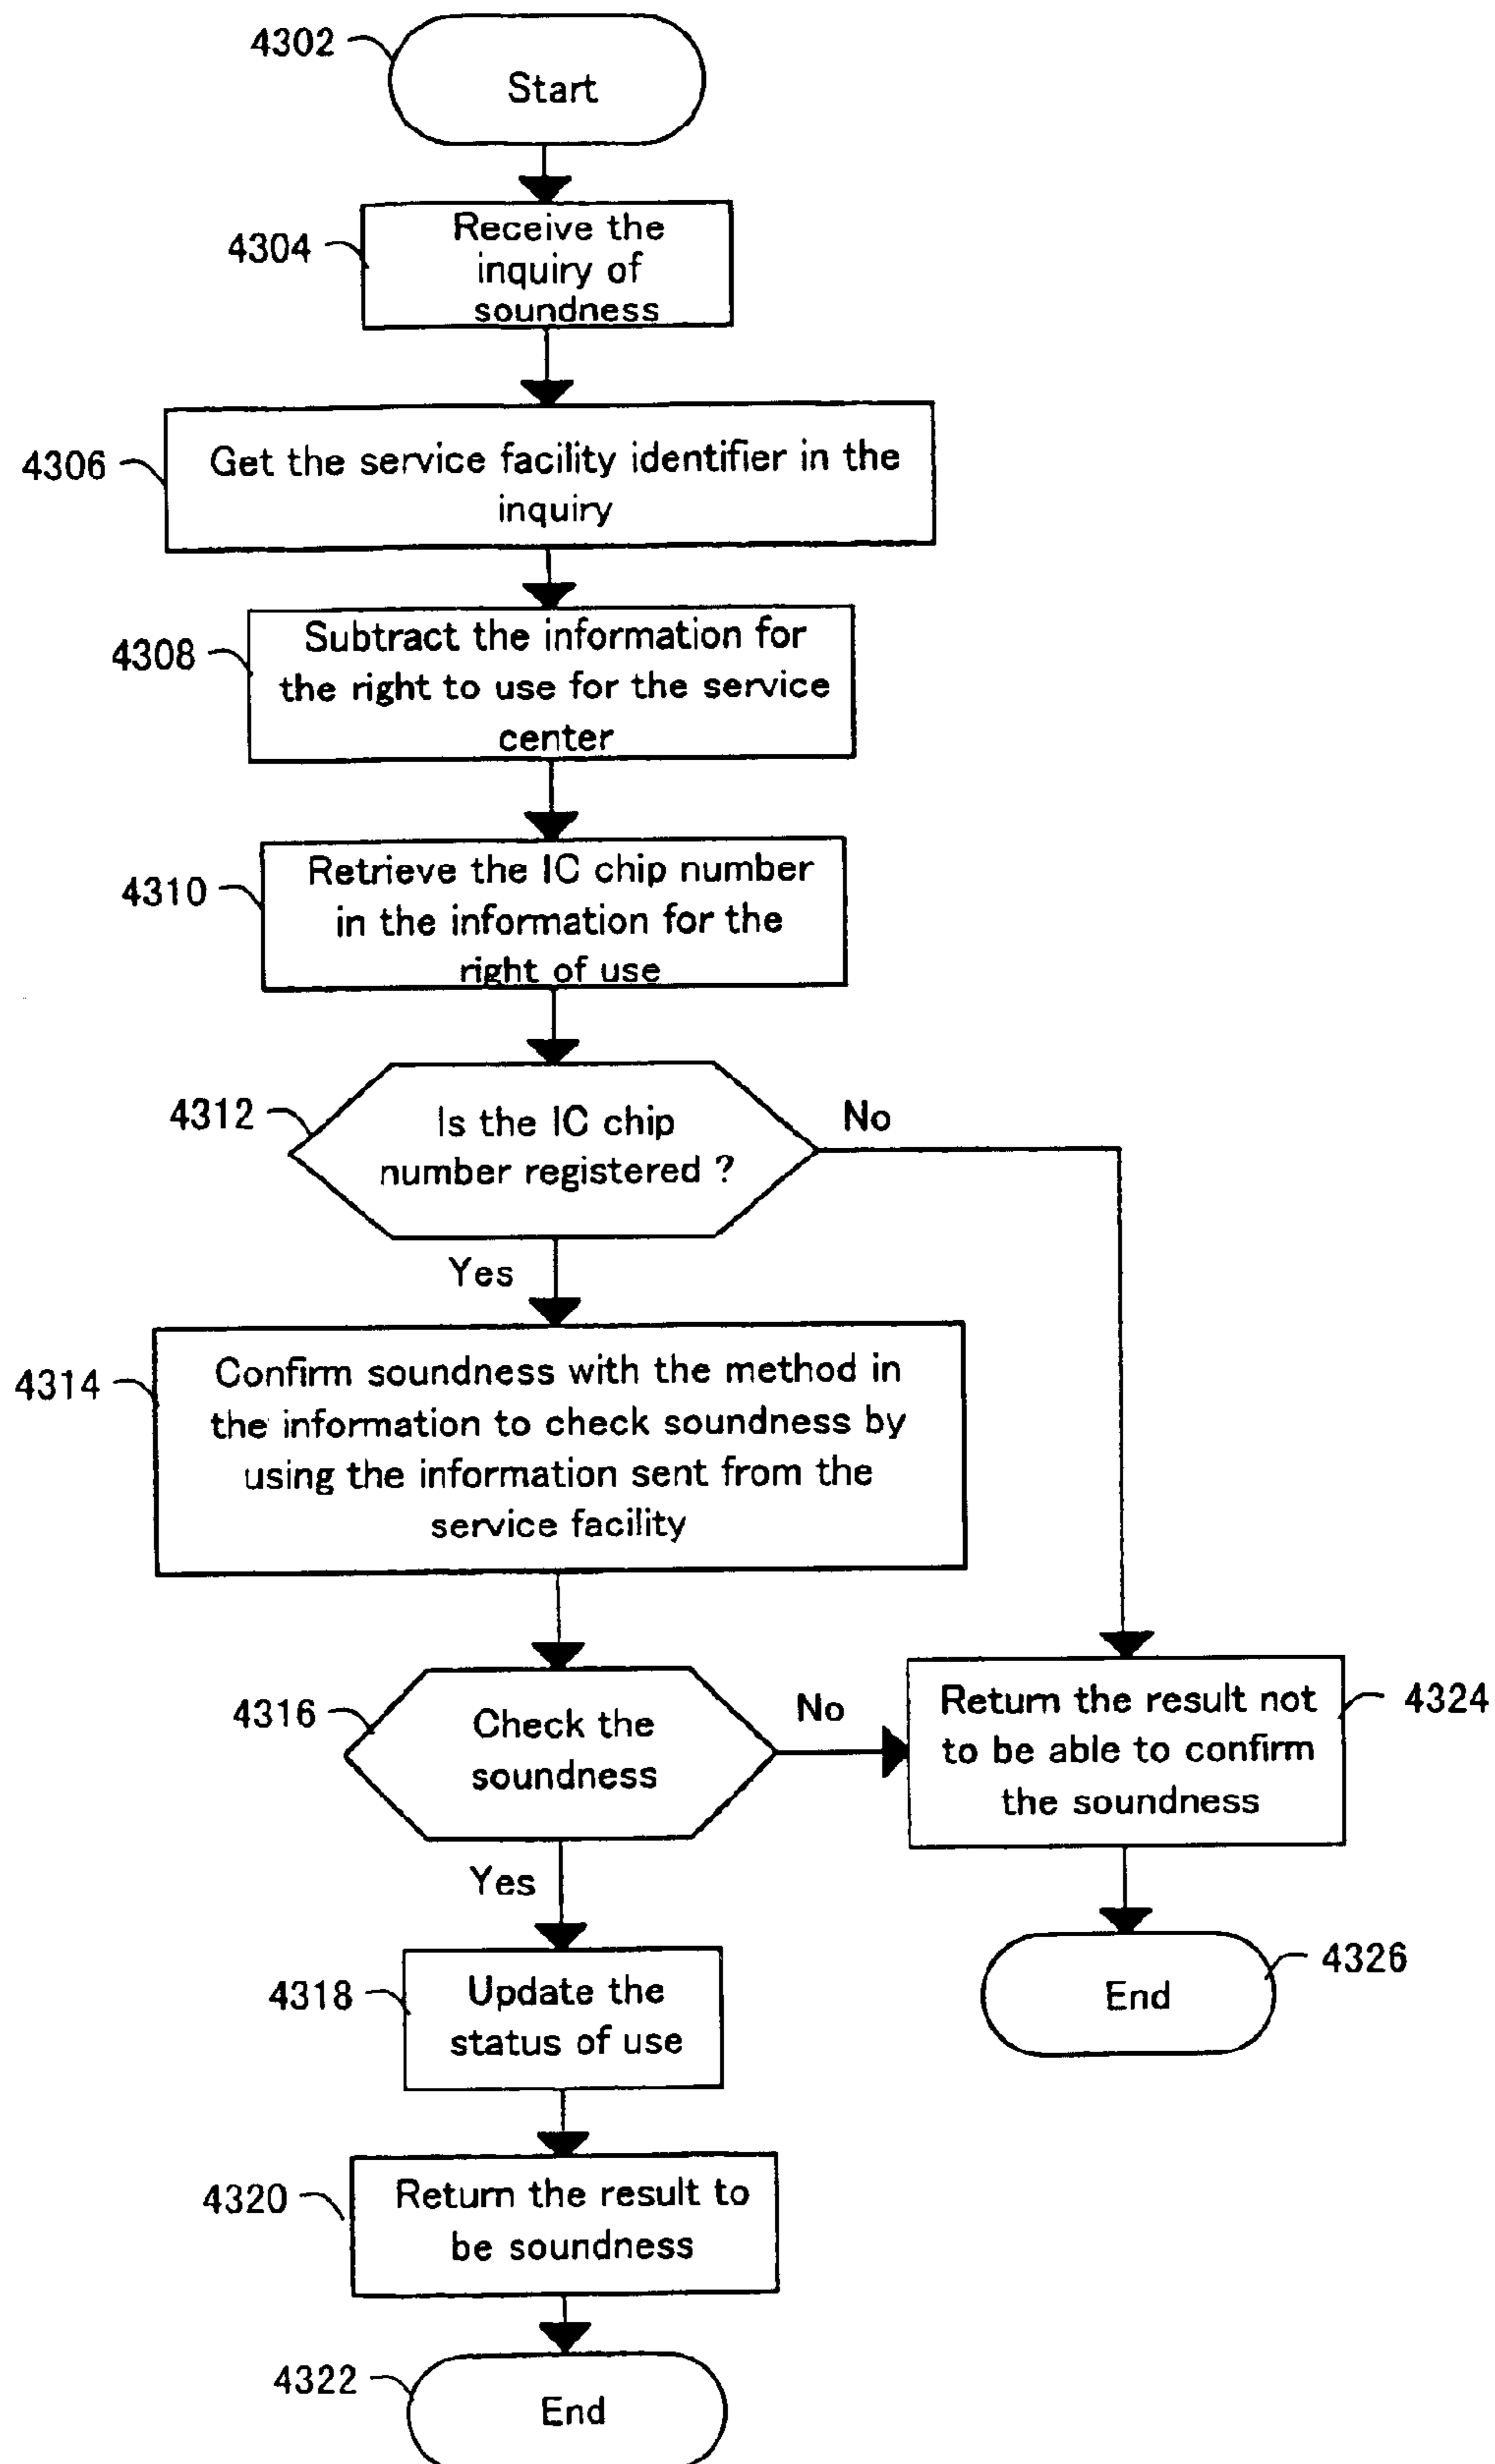 4302
Start
4304
Receive the
inquiry of
soundness
4306
Get the service facility identifier in the
inquiry
4308
Subtract the information for
the right to use for the service
center
4310
Retrieve the IC chip number
in the information for the
right of use
4312
Is the IC chip
number registered ?
No
Yes
4314
Confirm soundness with the method in
the information to check soundness by
using the information sent from the
service facility
4316
Check the
soundness
No
Return the result not
to be able to confirm
the soundness
4324
Yes
4318
Update the
status of use
End
4326
4320
Return the result to
be soundness
4322
End